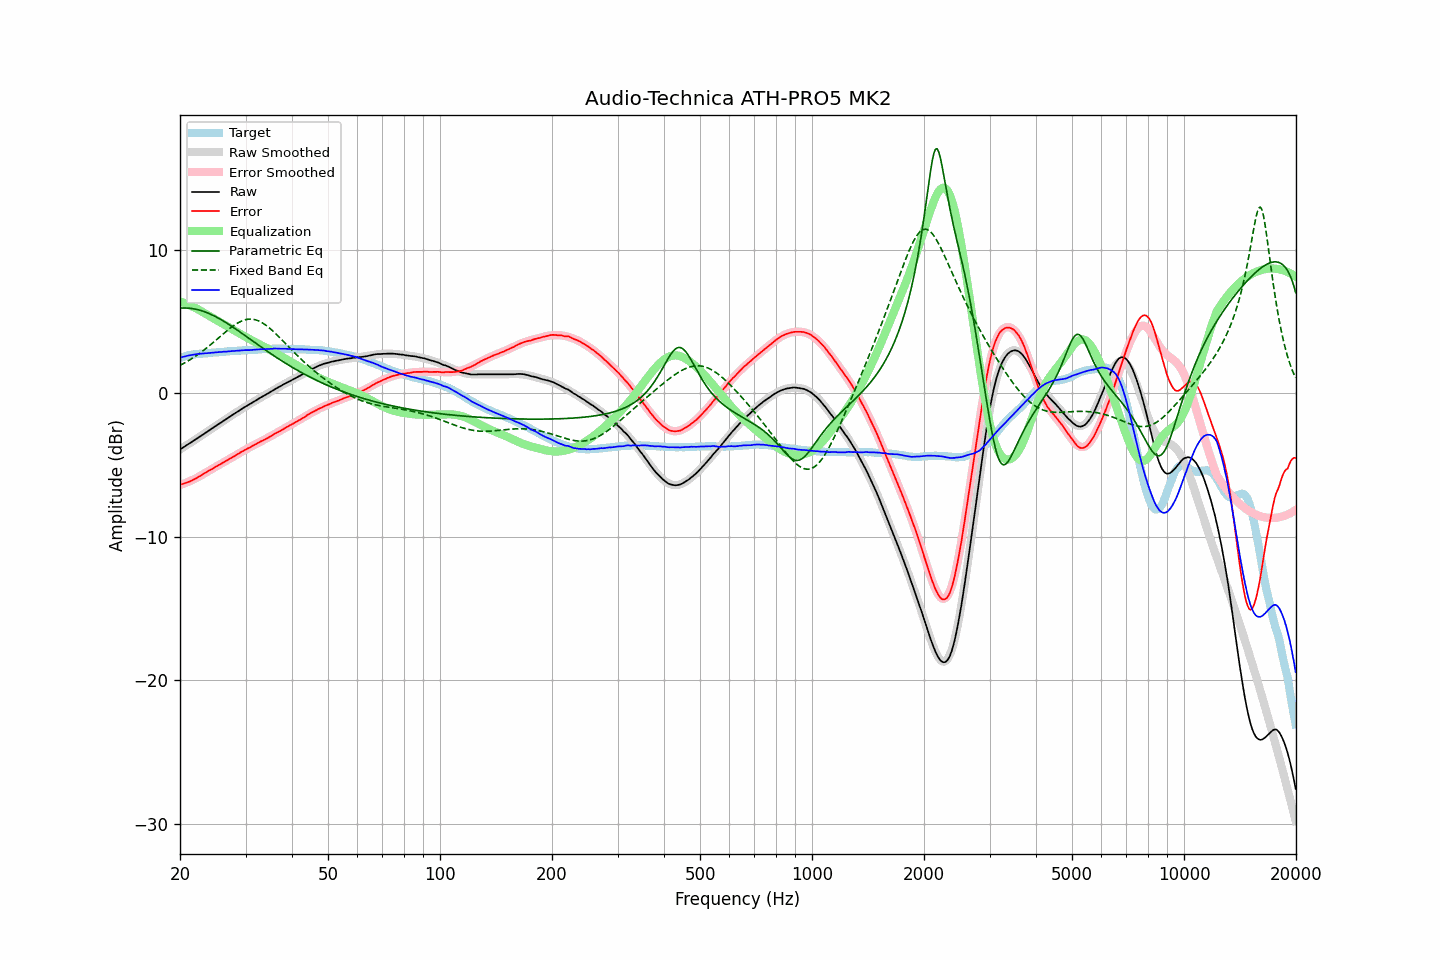 Audio-Technica ATH-PRO5 MK2
Target
Raw Smoothed
Error Smoothed
Raw
Error
Equalization
Parametric Eq
Fixed Band Eq
Equalized
Amplitude (dBr)
10
0
−10
−20
−30
20 50 100 200 500 1000 2000 5000 10000 20000
Frequency (Hz)